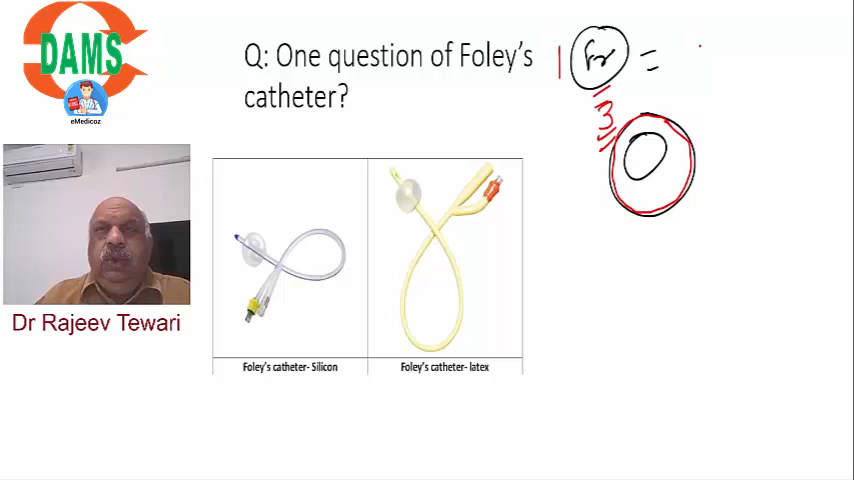 DAMS
eMedicoz
Q: One question of Foley's
catheter?
1 Fr =
3
Dr Rajeev Tewari
Foley's catheter- Silicon
Foley's catheter- latex